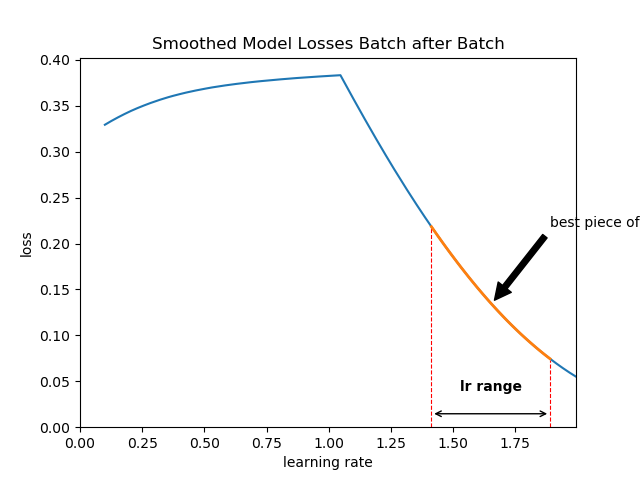 Smoothed Model Losses Batch after Batch
0.40
0.35
0.30
0.25
0.20
0.15
0.10
0.05
0.00
loss
best piece of
lr range
0.00 0.25 0.50 0.75 1.00 1.25 1.50 1.75
learning rate